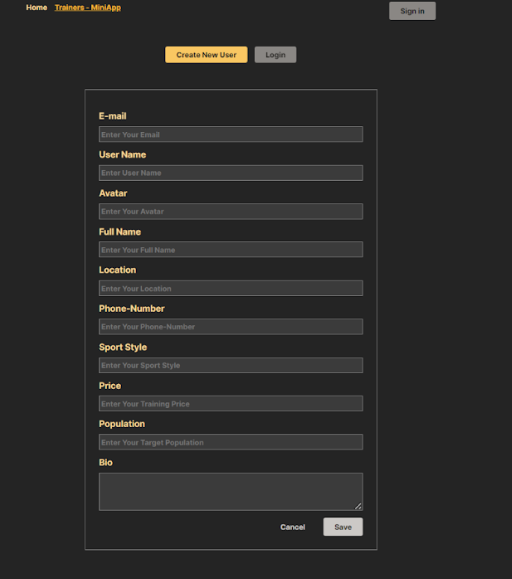 Home Trainers - MiniApp Sign in
Create New User Login
E-mail
Enter Your Email
User Name
Enter User Name
Avatar
Enter Your Avatar
Full Name
Enter Your Full Name
Location
Enter Your Location
Phone-Number
Enter Your Phone-Number
Sport Style
Enter Your Sport Style
Price
Enter Your Training Price
Population
Enter Your Target Population
Bio
Cancel Save